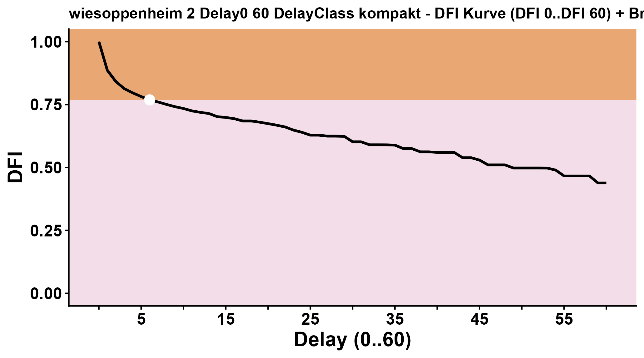 wiesoppenheim 2 Delay0 60 DelayClass kompakt - DFI Kurve (DFI 0..DFI 60) + Br
1.00
0.75
0.50
0.25
0.00
DFI
5 15 25 35 45 55
Delay (0..60)